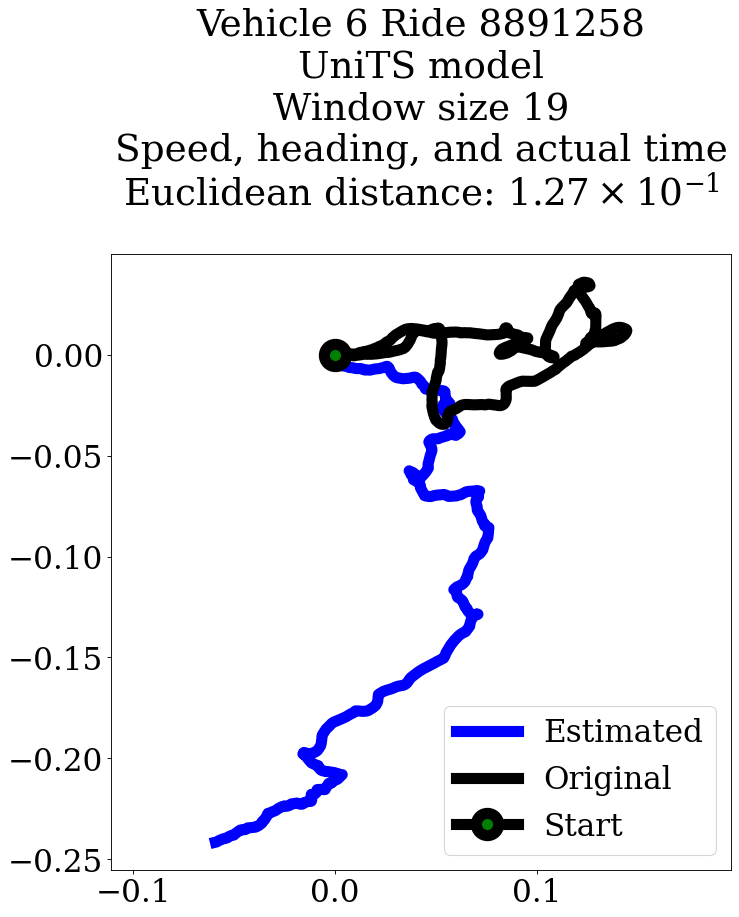 Vehicle 6 Ride 8891258
UniTS model
Window size 19
Speed, heading, and actual time
Euclidean distance: 1.27 × 10⁻¹
0.00
−0.05
−0.10
−0.15
−0.20
−0.25
−0.1 0.0 0.1
Estimated
Original
Start